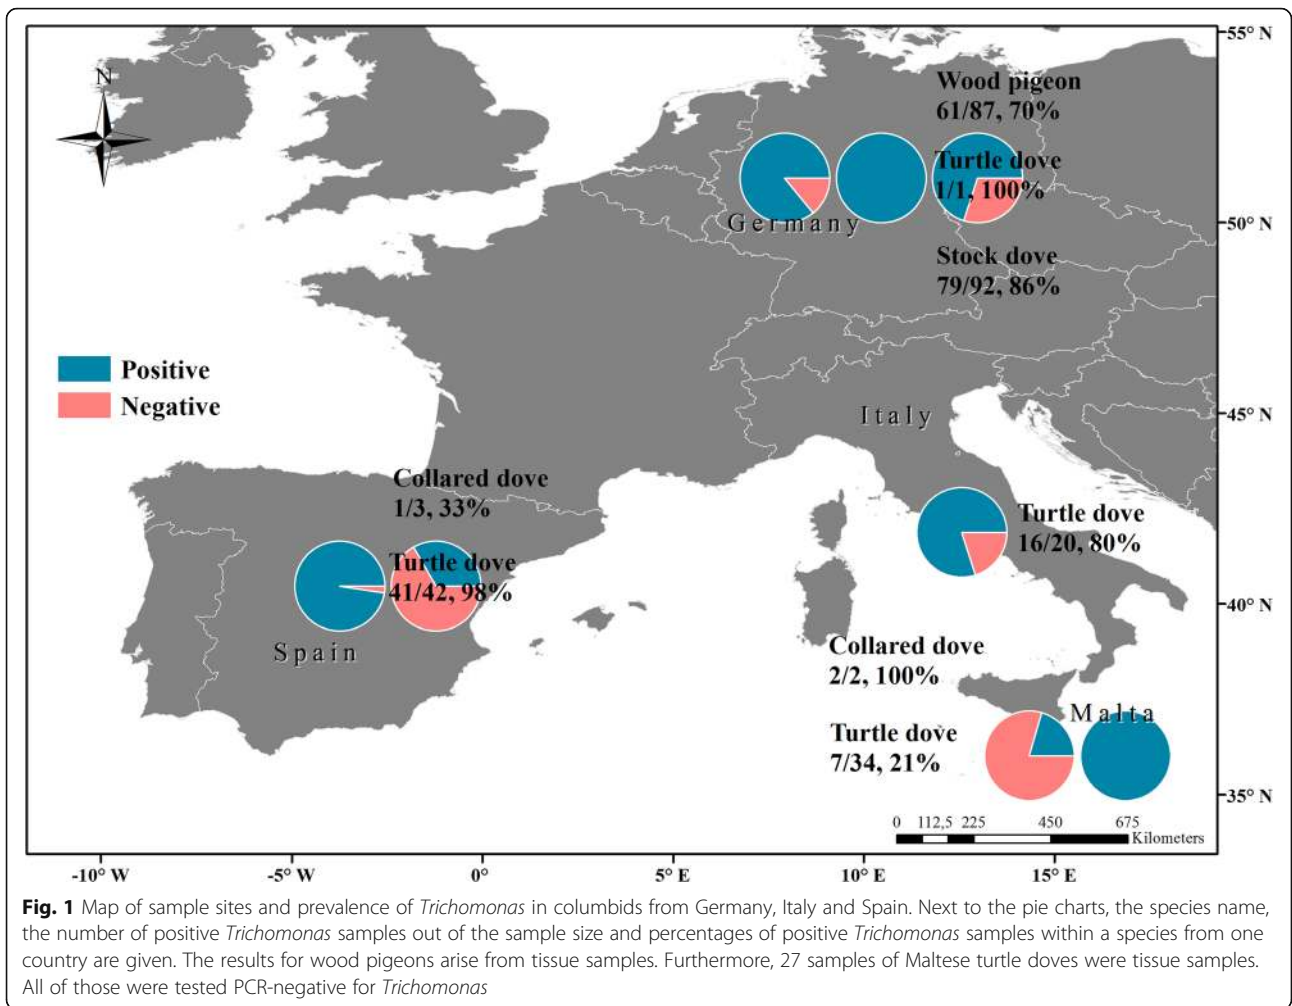 55° N
N
Wood pigeon
61/87, 70%
Turtle dove
1/1, 100%
Germany
50° N
Stock dove
79/92, 86%
Positive
Negative
Italy
45° N
Collared dove
1/3, 33%
Turtle dove
16/20, 80%
Turtle dove
41/42, 98%
40° N
Spain
Collared dove
2/2, 100%
Malta
Turtle dove
7/34, 21%
35° N
0 112,5 225 450 675
Kilometers
-10° W -5° W 0° 5° E 10° E 15° E
Fig. 1 Map of sample sites and prevalence of Trichomonas in columbids from Germany, Italy and Spain. Next to the pie charts, the species name,
the number of positive Trichomonas samples out of the sample size and percentages of positive Trichomonas samples within a species from one
country are given. The results for wood pigeons arise from tissue samples. Furthermore, 27 samples of Maltese turtle doves were tissue samples.
All of those were tested PCR-negative for Trichomonas